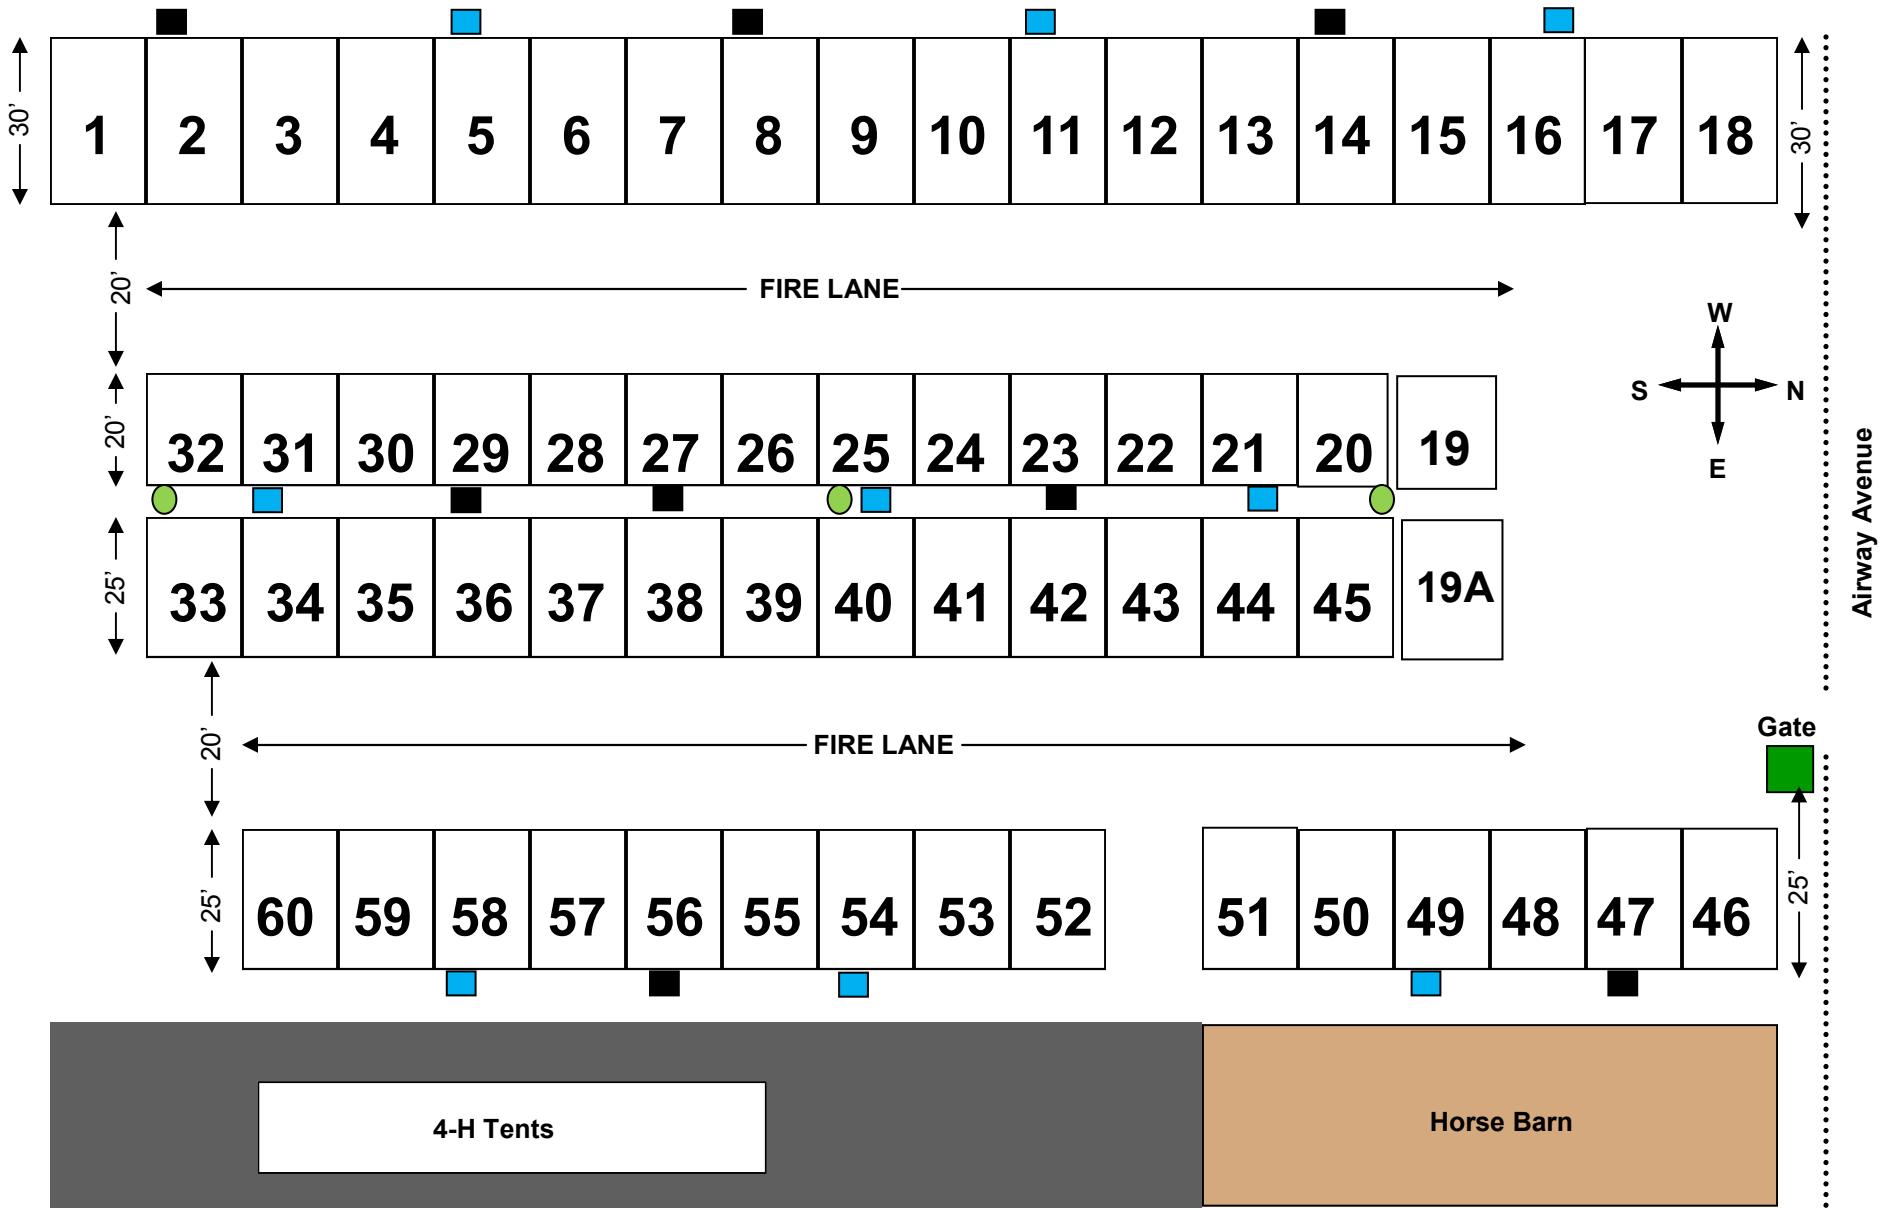 1 2 3 4 5 6 7 8 9 10 11 12 13 14 15 16 17 18
30’
30’
20’
FIRE LANE
W
S N
E
20’
32 31 30 29 28 27 26 25 24 23 22 21 20 19
25’
33 34 35 36 37 38 39 40 41 42 43 44 45 19A
Airway Avenue
20’
FIRE LANE
Gate
25’
60 59 58 57 56 55 54 53 52 51 50 49 48 47 46
25’
4-H Tents
Horse Barn